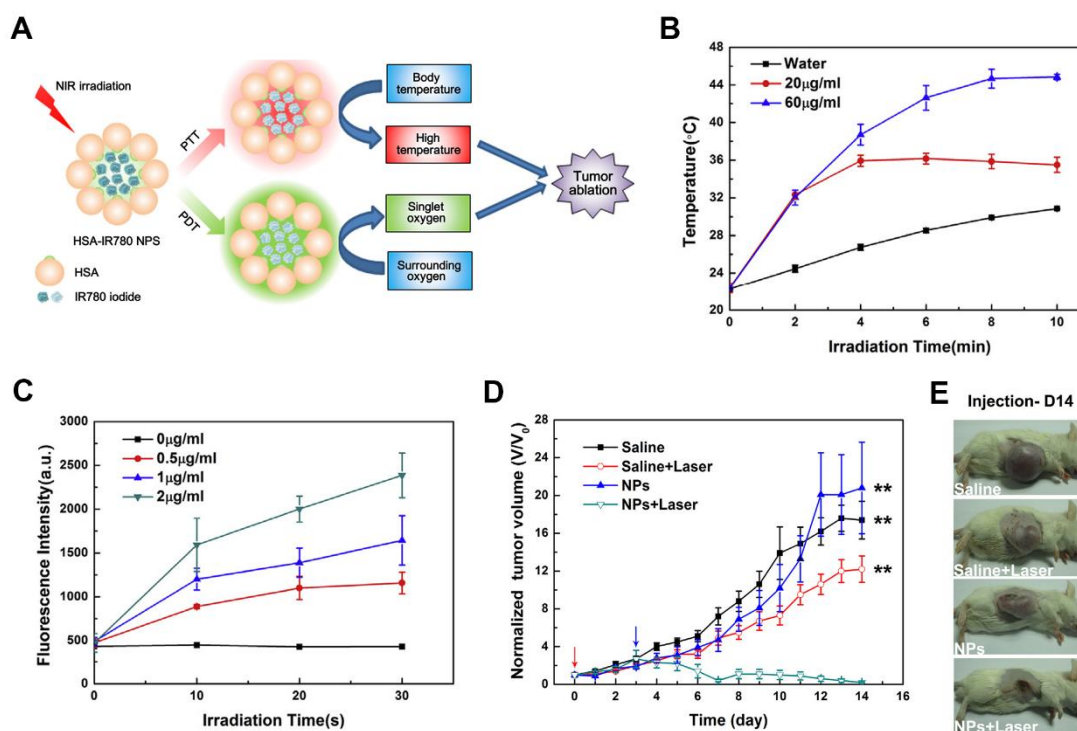 A
NIR irradiation
HSA-IR780 NPS
HSA
IR780 iodide
PTT
PDT
Body temperature
High temperature
Singlet oxygen
Surrounding oxygen
Tumor ablation
B
Temperature(°C)
48
44
40
36
32
28
24
20
Water
20μg/ml
60μg/ml
0
2
4
6
8
10
Irradiation Time(min)
C
Fluorescence Intensity(a.u.)
3000
2500
2000
1500
1000
500
0
0μg/ml
0.5μg/ml
1μg/ml
2μg/ml
0
10
20
30
Irradiation Time(s)
D
Normalized tumor volume (V/V0)
28
24
20
16
12
8
4
0
Saline
Saline+Laser
NPs
NPs+Laser
**
**
**
0
2
4
6
8
10
12
14
16
Time (day)
E
Injection- D14
Saline
Saline+Laser
NPs
NPs+Laser